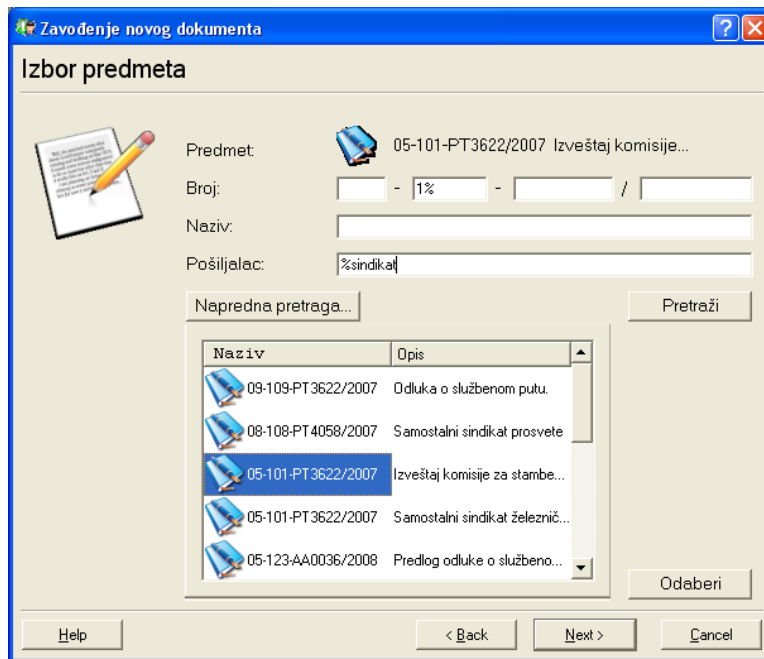 Zavođenje novog dokumenta
Izbor predmeta
Predmet: 05-101-PT3622/2007 Izveštaj komisije...
Broj: - 1% - /
Naziv:
Pošiljalac: %sindikat
Napredna pretraga... Pretraži
Naziv Opis
09-109-PT3622/2007 Odluka o službenom putu.
08-108-PT4058/2007 Samostalni sindikat prosvete
05-101-PT3622/2007 Izveštaj komisije za stambe...
05-101-PT3622/2007 Samostalni sindikat železnič...
05-123-AA0036/2008 Predlog odluke o službeno...
Odaberi
Help < Back Next > Cancel